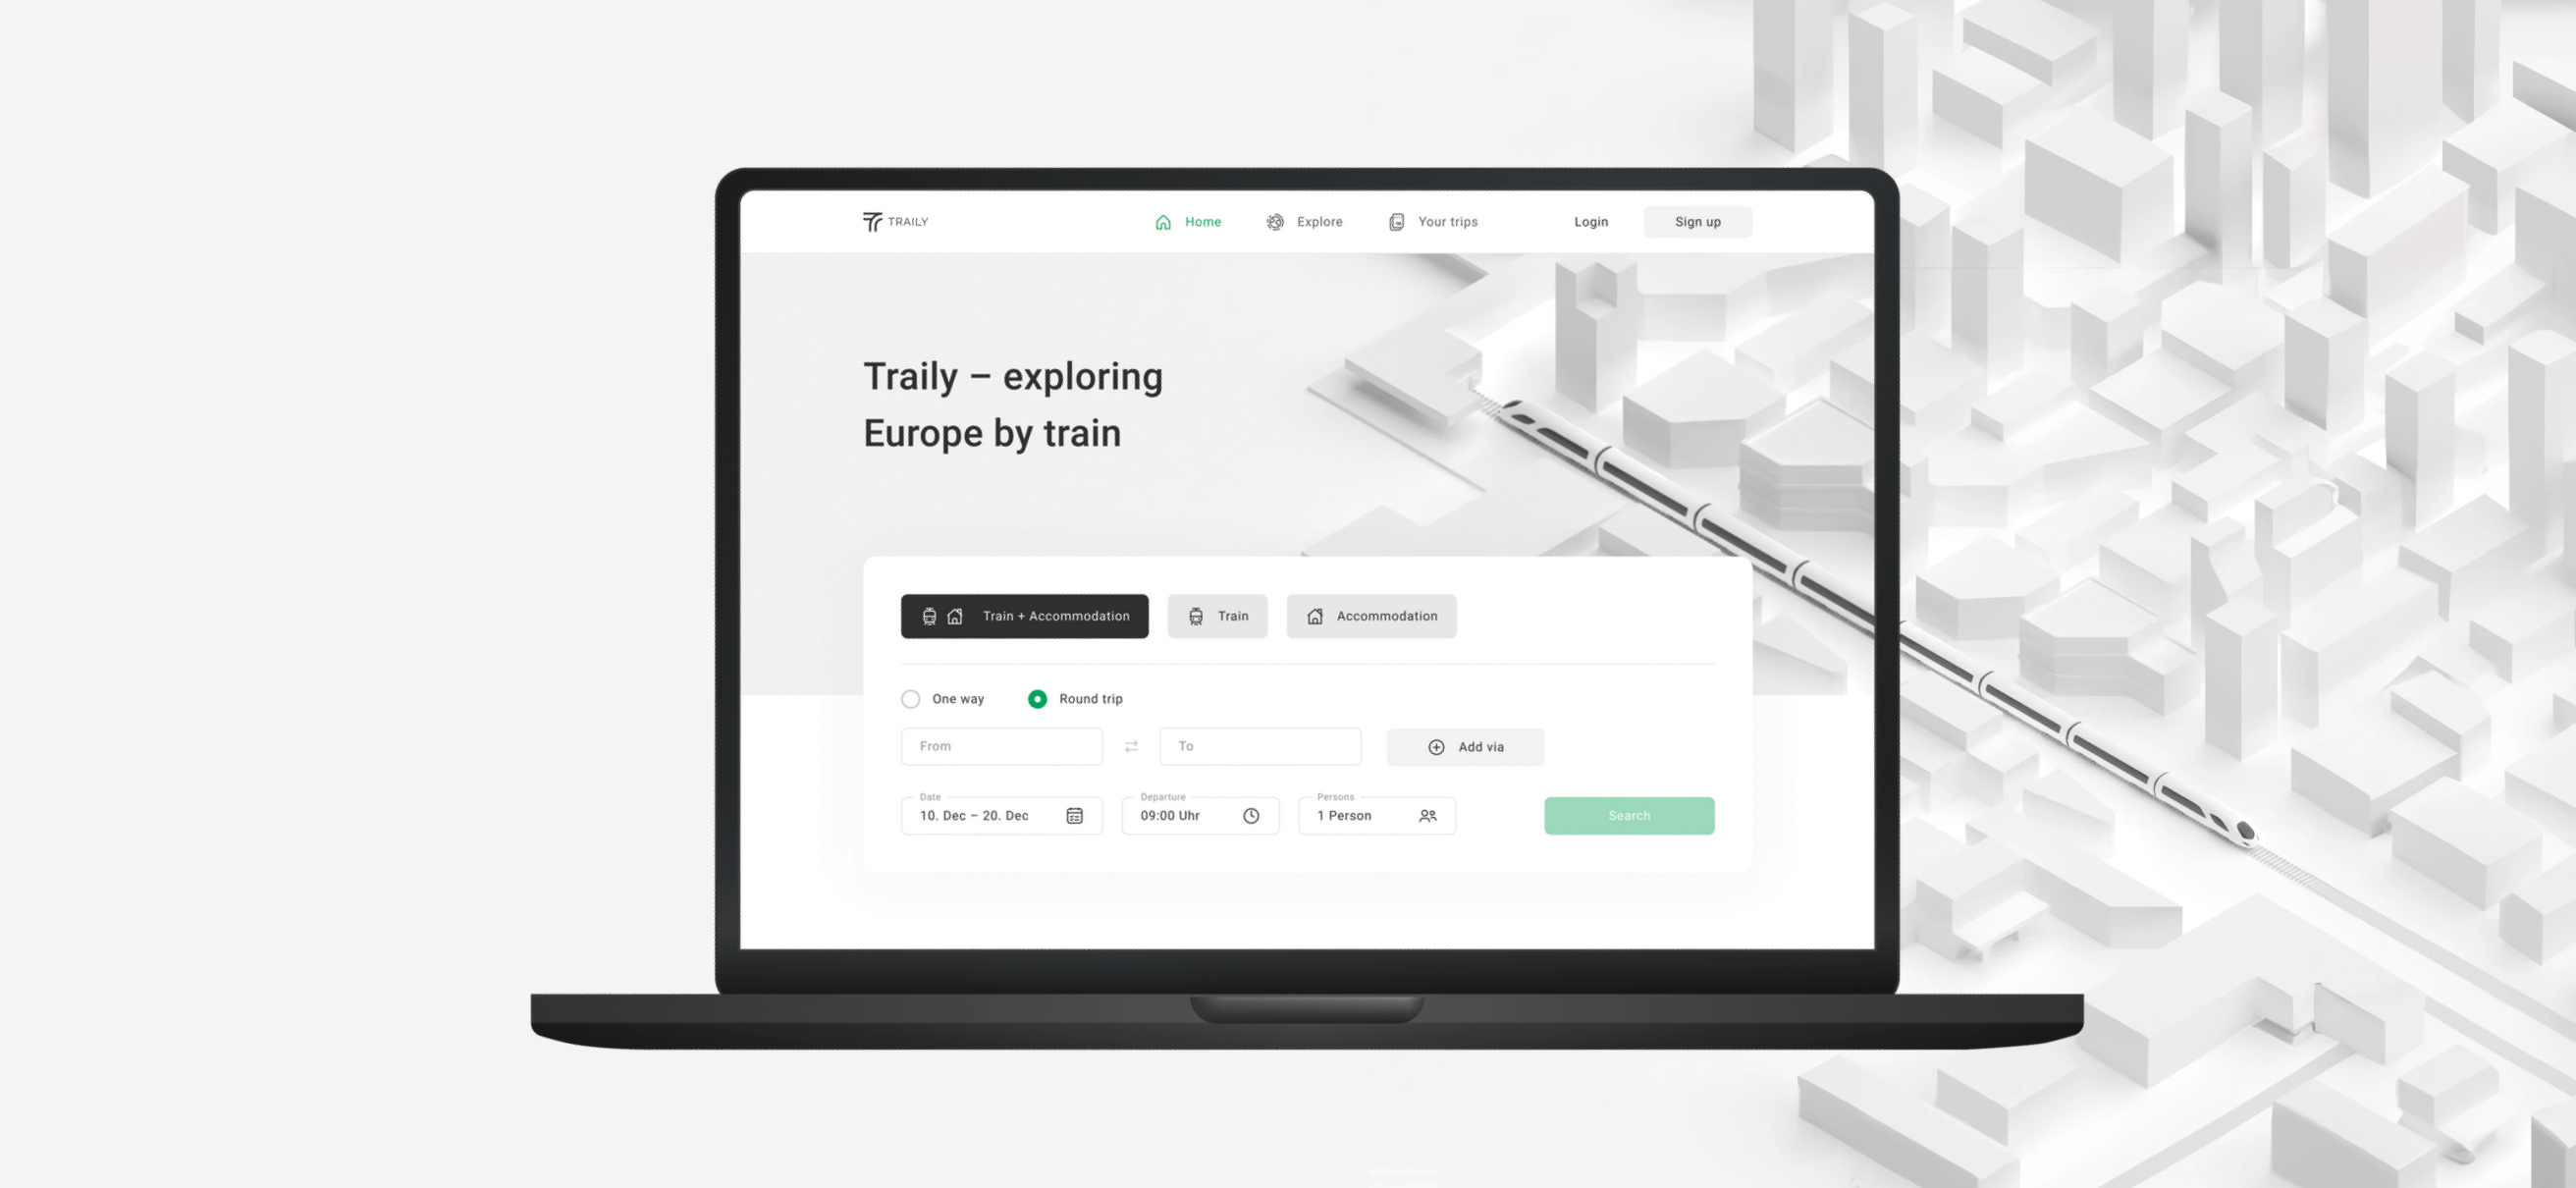 TRAILY
Home
Explore
Your trips
Login
Sign up
Traily – exploring
Europe by train
Train + Accommodation
Train
Accommodation
One way
Round trip
From
To
Add via
Date
10. Dec – 20. Dec
Departure
09:00 Uhr
Persons
1 Person
Search